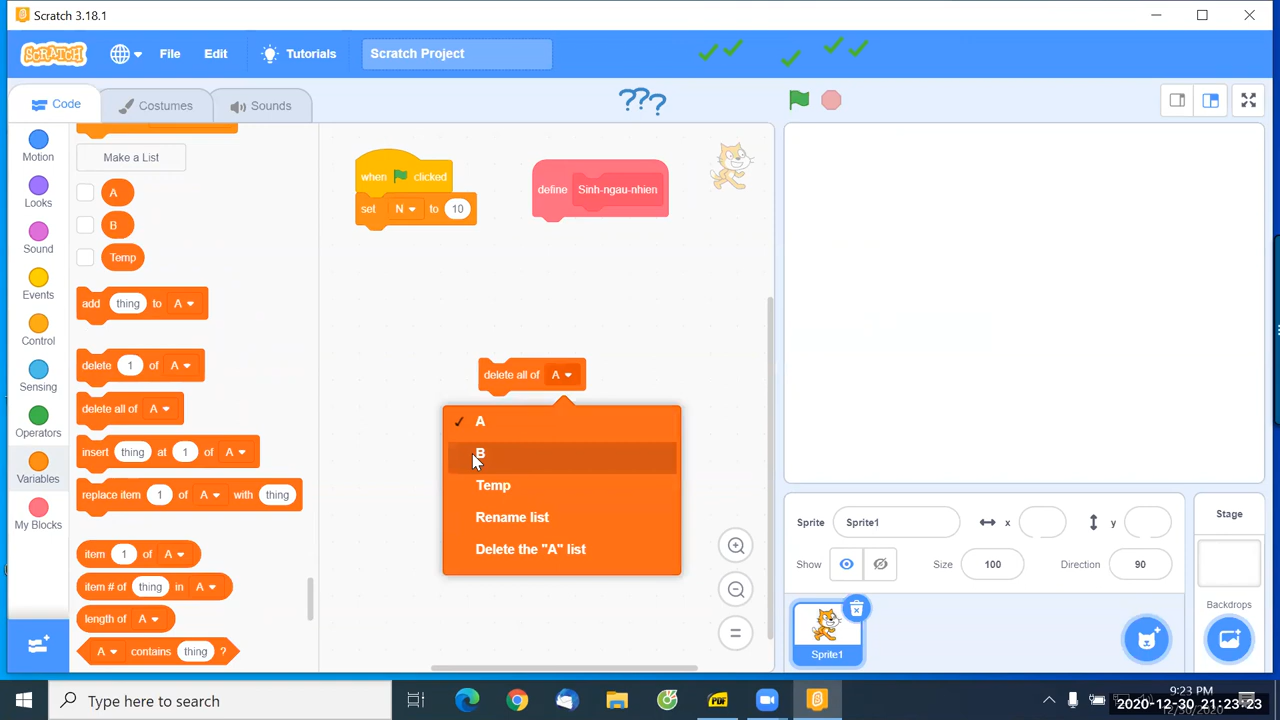 Scratch 3.18.1
SCRATCH File Edit Tutorials Scratch Project
Code Costumes Sounds ???
Motion
Looks
Sound
Events
Control
Sensing
Operators
Variables
My Blocks
Make a List
A
B
Temp
add thing to A
delete 1 of A
delete all of A
insert thing at 1 of A
replace item 1 of A with thing
item 1 of A
item # of thing in A
length of A
A contains thing ?
when clicked
set N to 10
define Sinh-ngau-nhien
delete all of A
✓ A
B
Temp
Rename list
Delete the "A" list
Sprite Sprite1 x y
Show Size 100 Direction 90
Sprite1
Stage
Backdrops
Type here to search
PDF
9:23 PM
2020-12-30 21:23:23
12/30/2020